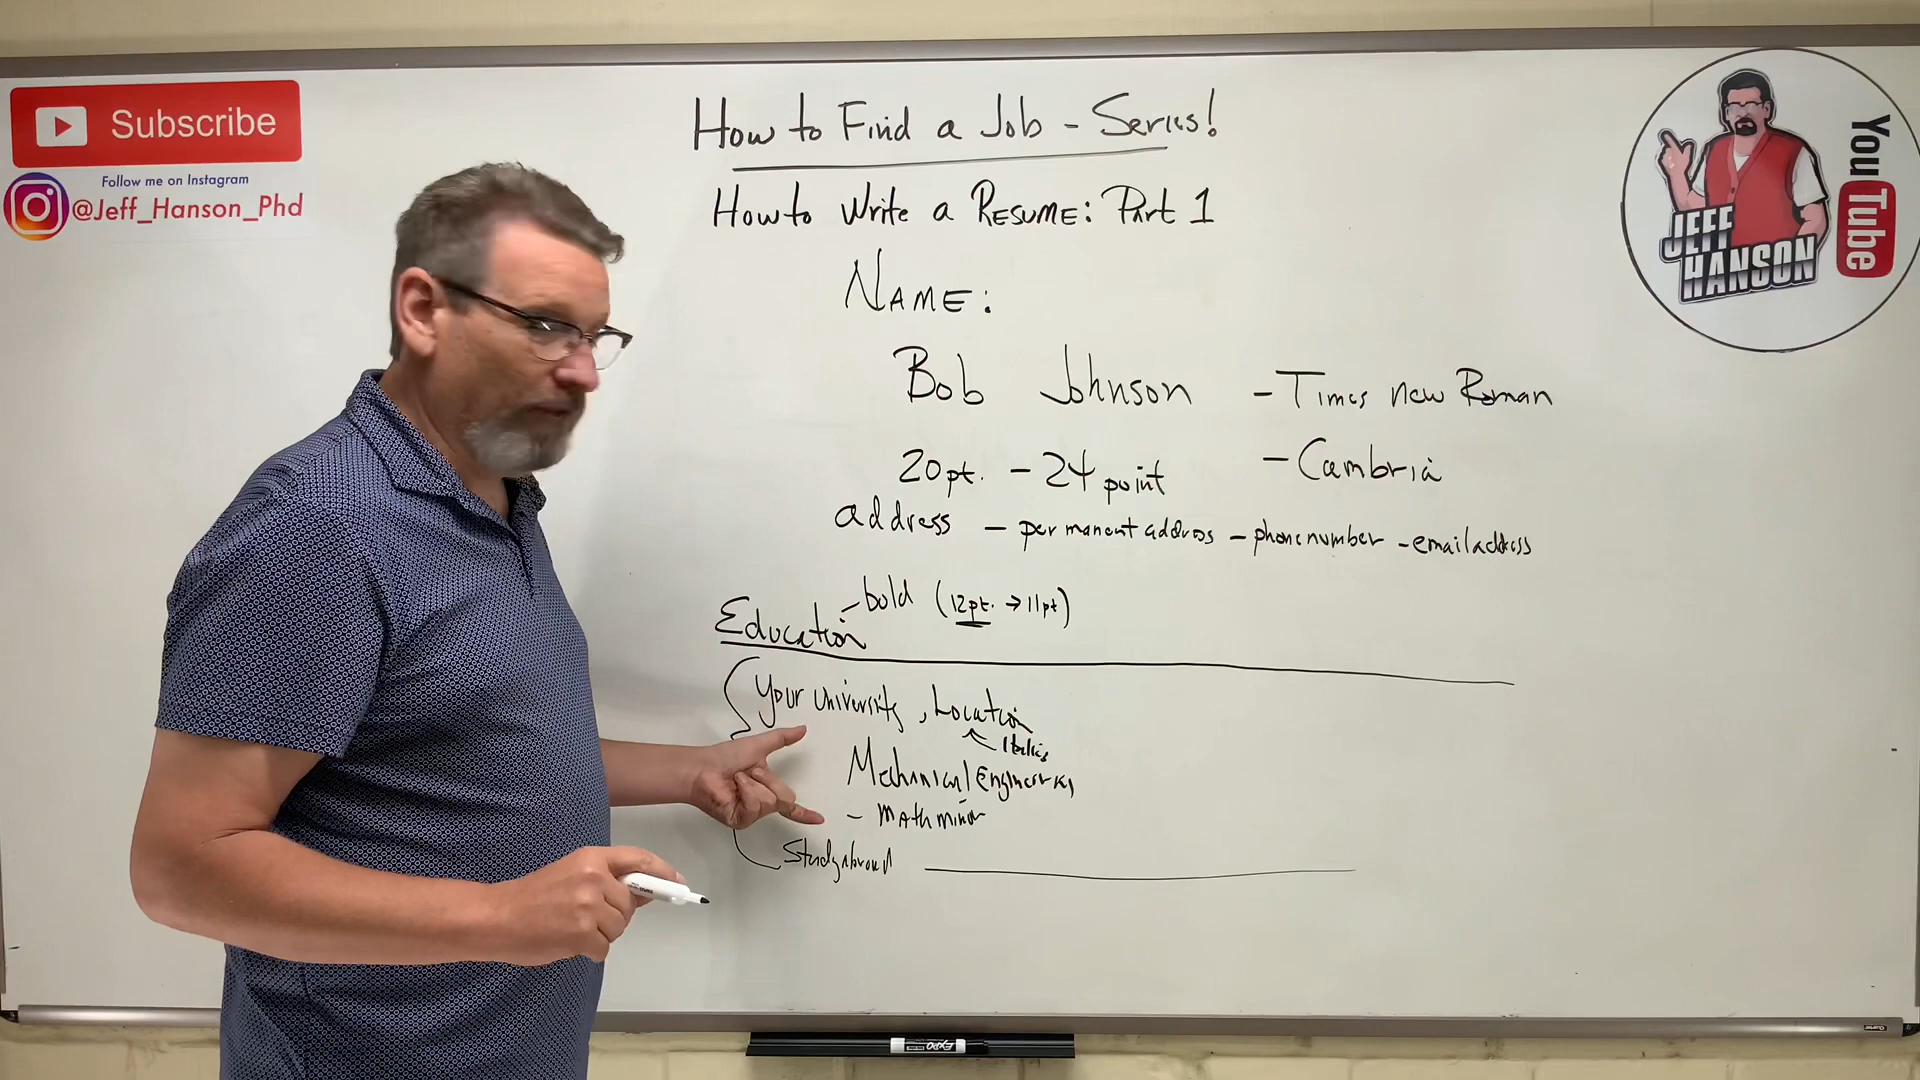 Subscribe
Follow me on Instagram
@Jeff_Hanson_Phd
How to Find a Job - Series!
How to Write a RESUME: Part 1
NAME:
Bob Johnson - Times new Roman
20pt. - 24 point - Cambria
address - permanent address - phone number - email address
Education - bold (12pt. → 11pt)
Your University, Location
Italics
Mechanical Engineering
- Math minor
Study abroad
JEFF
HANSON
YouTube
EXPO